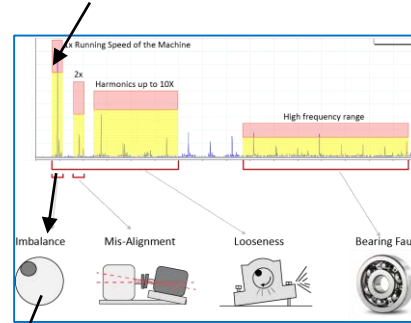 1x Running Speed of the Machine
2x
Harmonics up to 10X
High frequency range
Imbalance
Mis-Alignment
Looseness
Bearing Fau